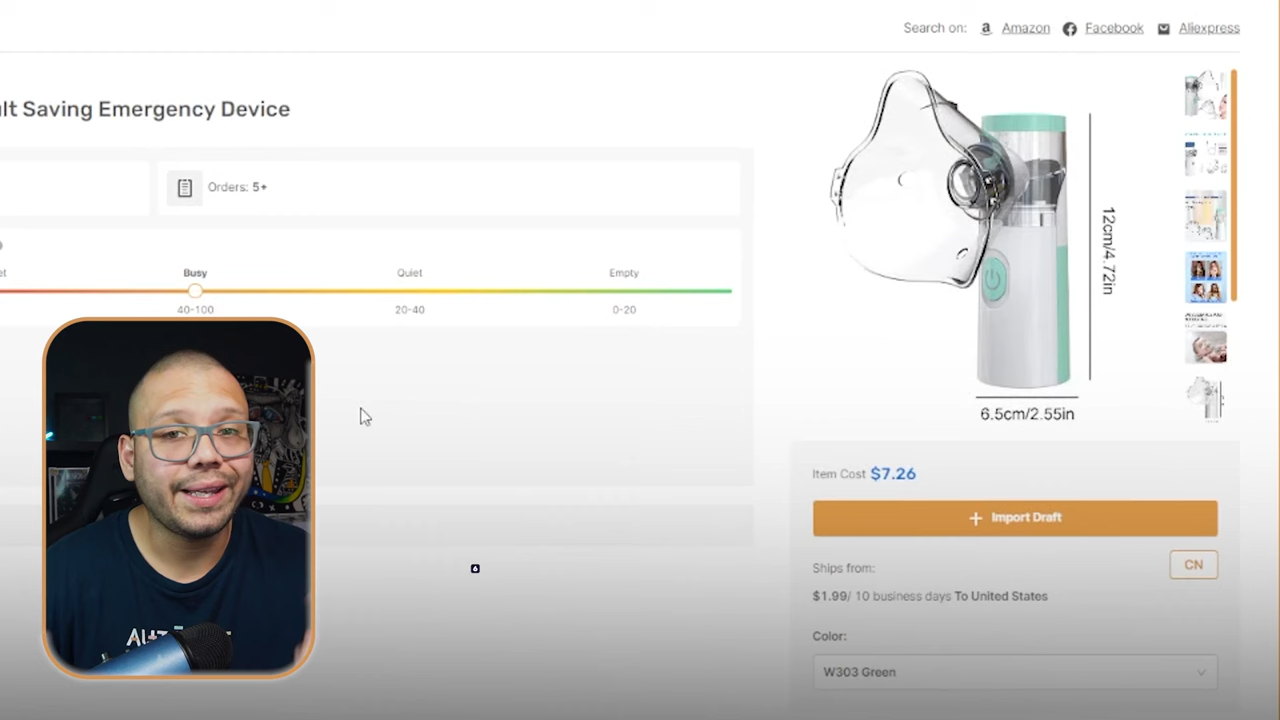 Search on: Amazon Facebook Aliexpress
Saving Emergency Device
Orders: 5+
Busy Quiet Empty
40-100 20-40 0-20
12cm/4.72in
6.5cm/2.55in
Item Cost $7.26
+ Import Draft
Ships from: CN
$1.99/ 10 business days To United States
Color:
W303 Green